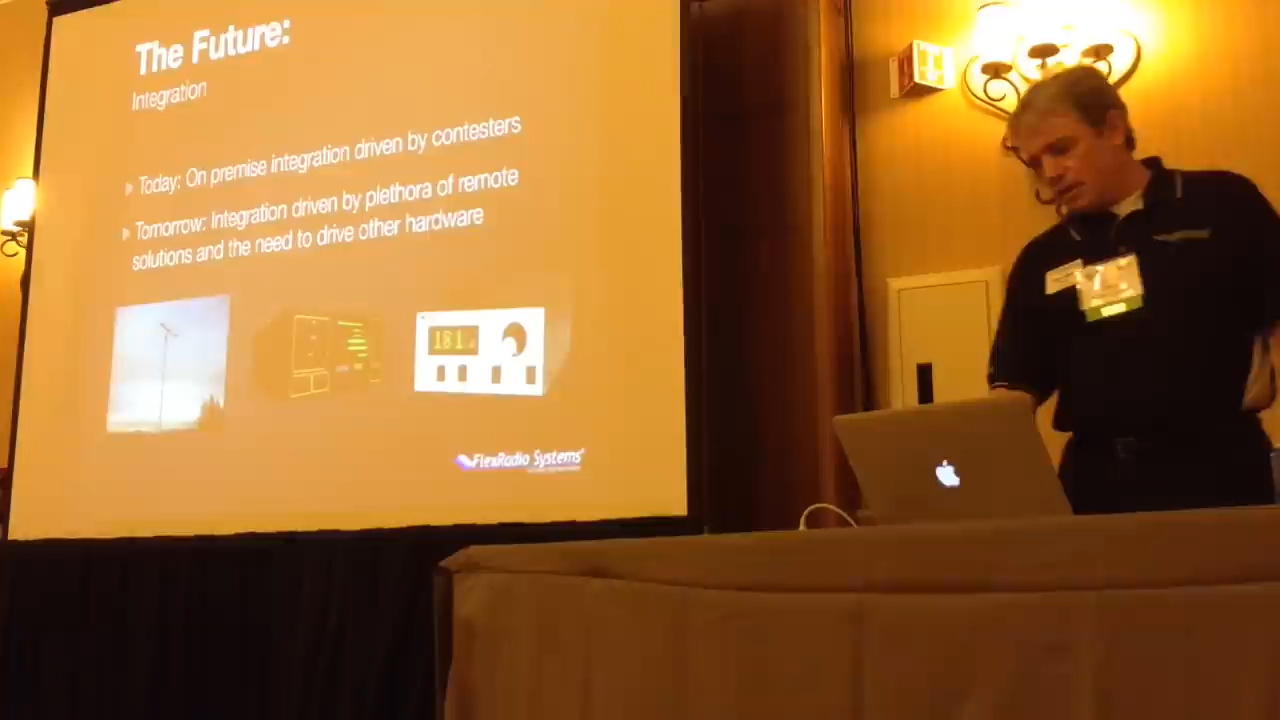 The Future:
Integration
Today: On premise integration driven by contesters
Tomorrow: Integration driven by plethora of remote
solutions and the need to drive other hardware
181
FlexRadio Systems